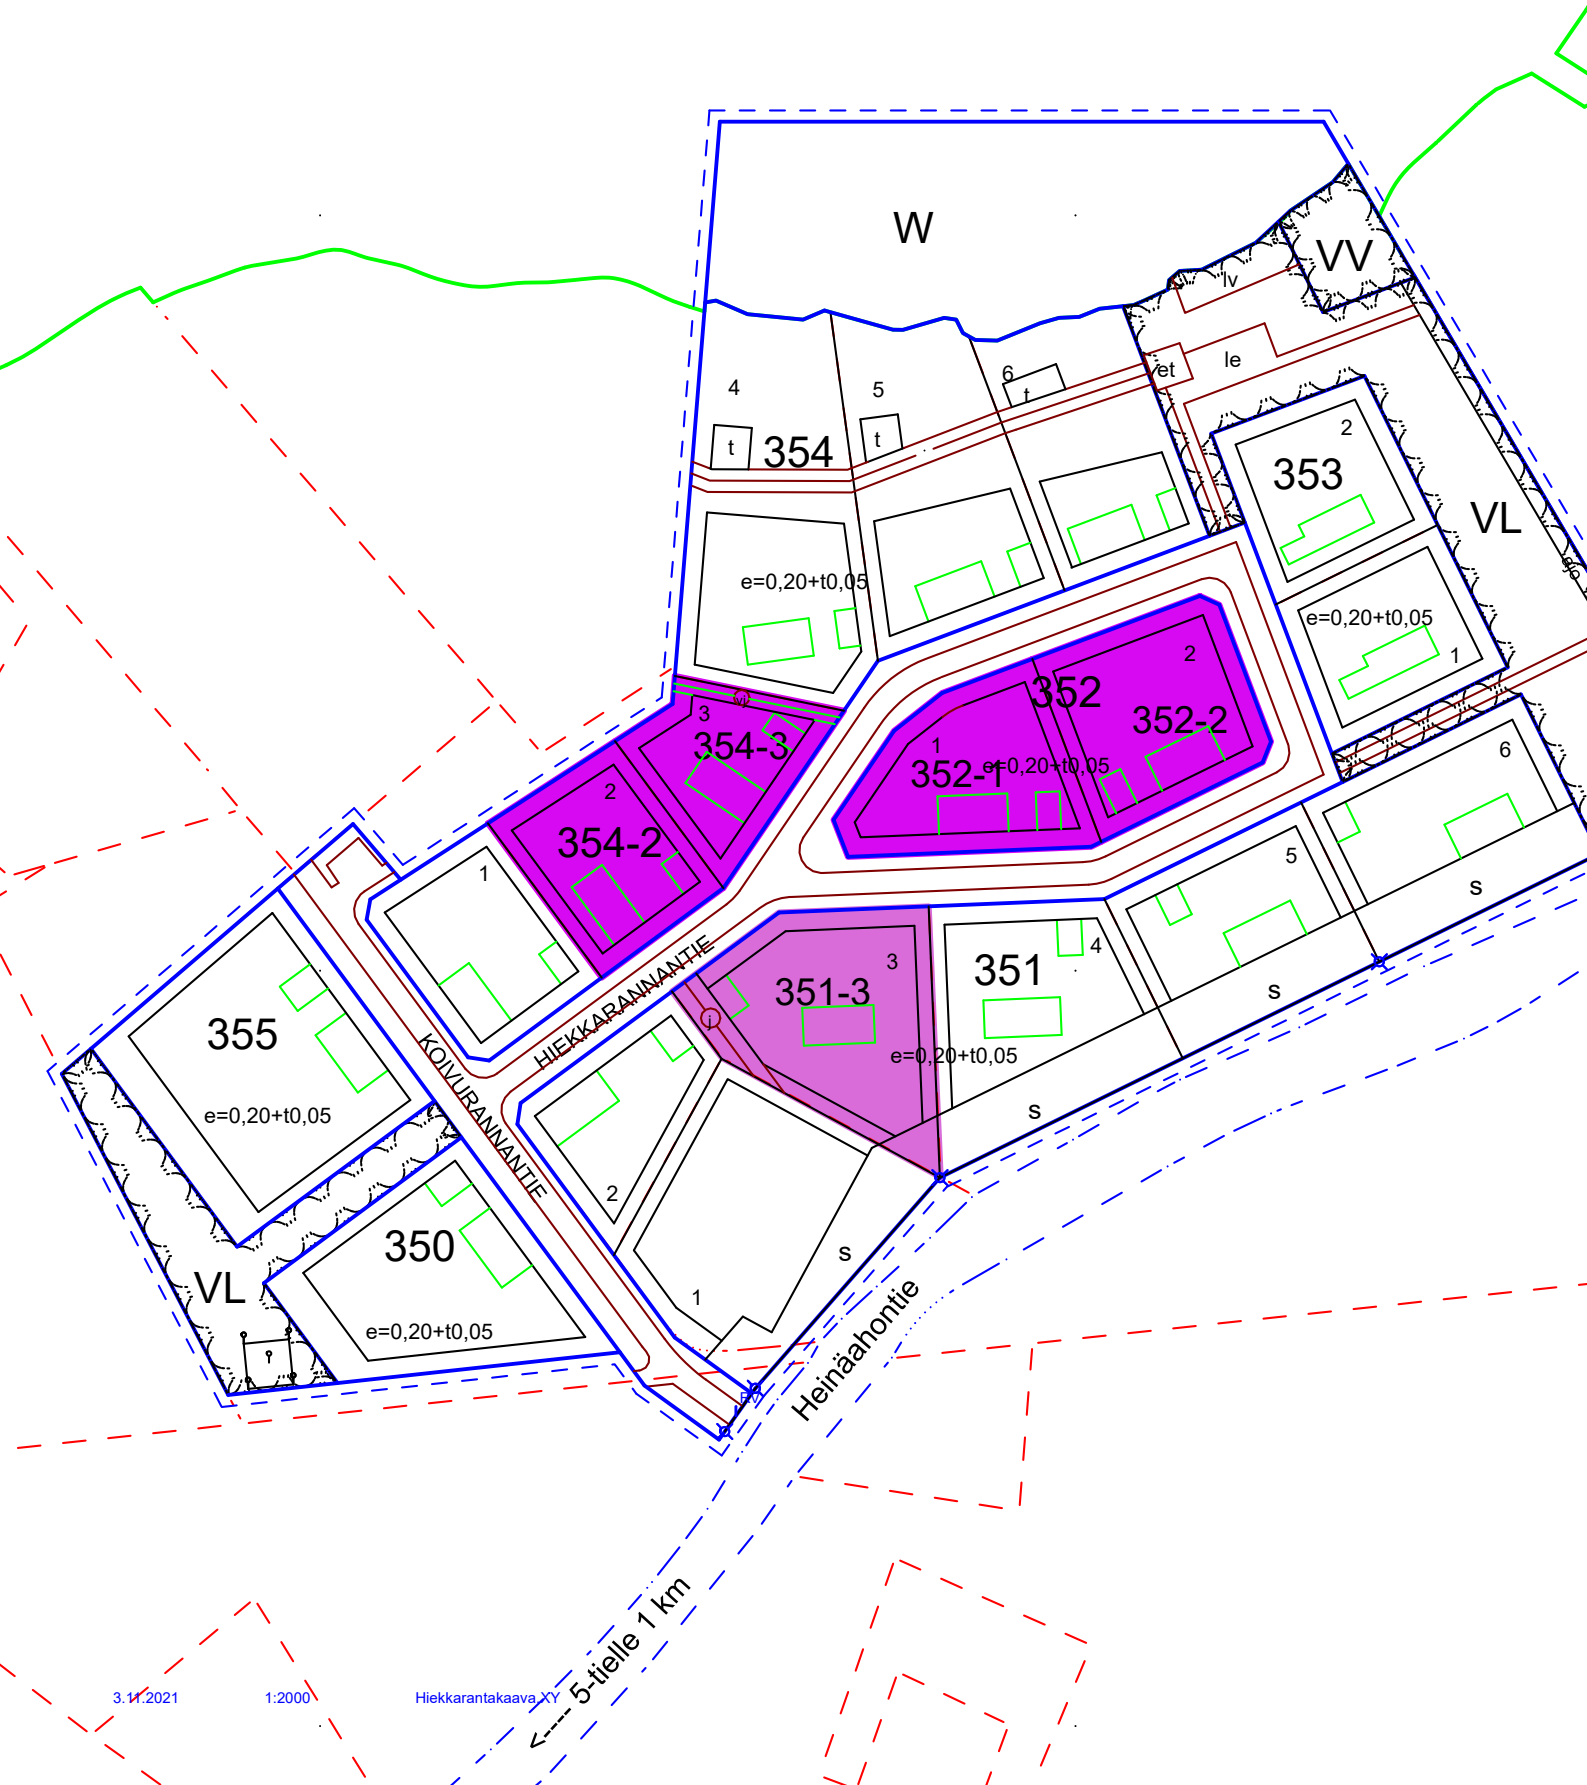 W
VV
lv
le
et
6
t
4
5
t
t
354
2
353
VL
ajo
e=0,20+t0,05
e=0,20+t0,05
1
vj
3
354-3
2
352
352-2
1
352-1
e=0,20+t0,05
6
2
354-2
1
5
s
4
351
3
351-3
s
j
e=0,20+t0,05
s
HIEKKARANNANTIE
KOIVURANNANTIE
355
e=0,20+t0,05
2
350
VL
e=0,20+t0,05
1
s
Heinäahontie
5-tielle 1 km
3.11.2021
1:2000
Hiekkarantakaava,XY